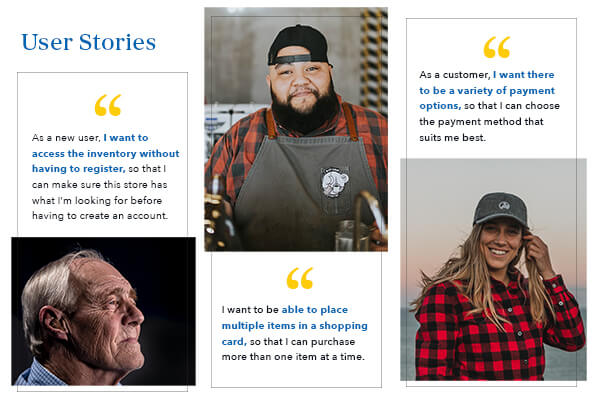 User Stories
“
As a new user, I want to
access the inventory without
having to register, so that I
can make sure this store has
what I'm looking for before
having to create an account.
“
I want to be able to place
multiple items in a shopping
card, so that I can purchase
more than one item at a time.
“
As a customer, I want there
to be a variety of payment
options, so that I can choose
the payment method that
suits me best.